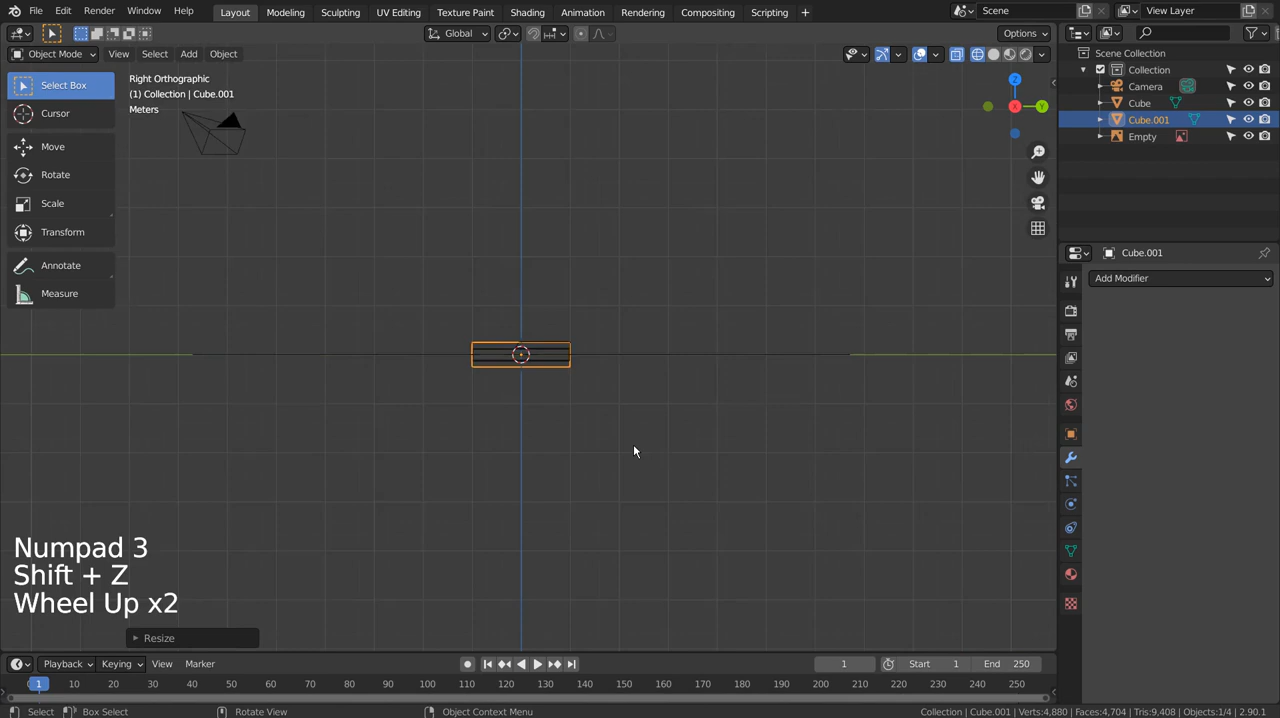 File Edit Render Window Help Layout Modeling Sculpting UV Editing Texture Paint Shading Animation Rendering Compositing Scripting + Scene View Layer
Global Options
Object Mode View Select Add Object
Scene Collection
Collection
Camera
Cube
Cube.001
Empty
Select Box
Cursor
Move
Rotate
Scale
Transform
Annotate
Measure
Right Orthographic
(1) Collection | Cube.001
Meters
Z
X
Y
Cube.001
Add Modifier
Numpad 3
Shift + Z
Wheel Up x2
Resize
Playback Keying View Marker 1 Start 1 End 250
1 10 20 30 40 50 60 70 80 90 100 110 120 130 140 150 160 170 180 190 200 210 220 230 240 250
Select Box Select Rotate View Object Context Menu Collection | Cube.001 | Verts:4,880 | Faces:4,704 | Tris:9,408 | Objects:1/4 | 2.90.1